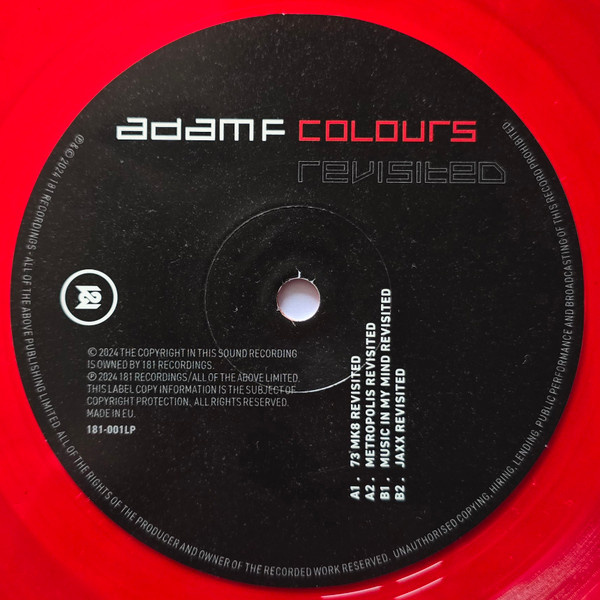 adamf colours
revisited
© 2024 THE COPYRIGHT IN THIS SOUND RECORDING
IS OWNED BY 181 RECORDINGS.
℗ 2024 181 RECORDINGS/ALL OF THE ABOVE LIMITED.
THIS LABEL COPY INFORMATION IS THE SUBJECT OF
COPYRIGHT PROTECTION, ALL RIGHTS RESERVED.
MADE IN EU.
181-001LP
A1. 73' MK8 REVISITED
A2. METROPOLIS REVISITED
B1. MUSIC IN MY MIND REVISITED
B2. JAXX REVISITED
℗ & © 2024 181 RECORDINGS - ALL OF THE ABOVE PUBLISHING LIMITED. ALL OF THE RIGHTS OF THE PRODUCER AND OWNER OF THE RECORDED WORK RESERVED. UNAUTHORISED COPYING, HIRING, LENDING, PUBLIC PERFORMANCE AND BROADCASTING OF THIS RECORD PROHIBITED